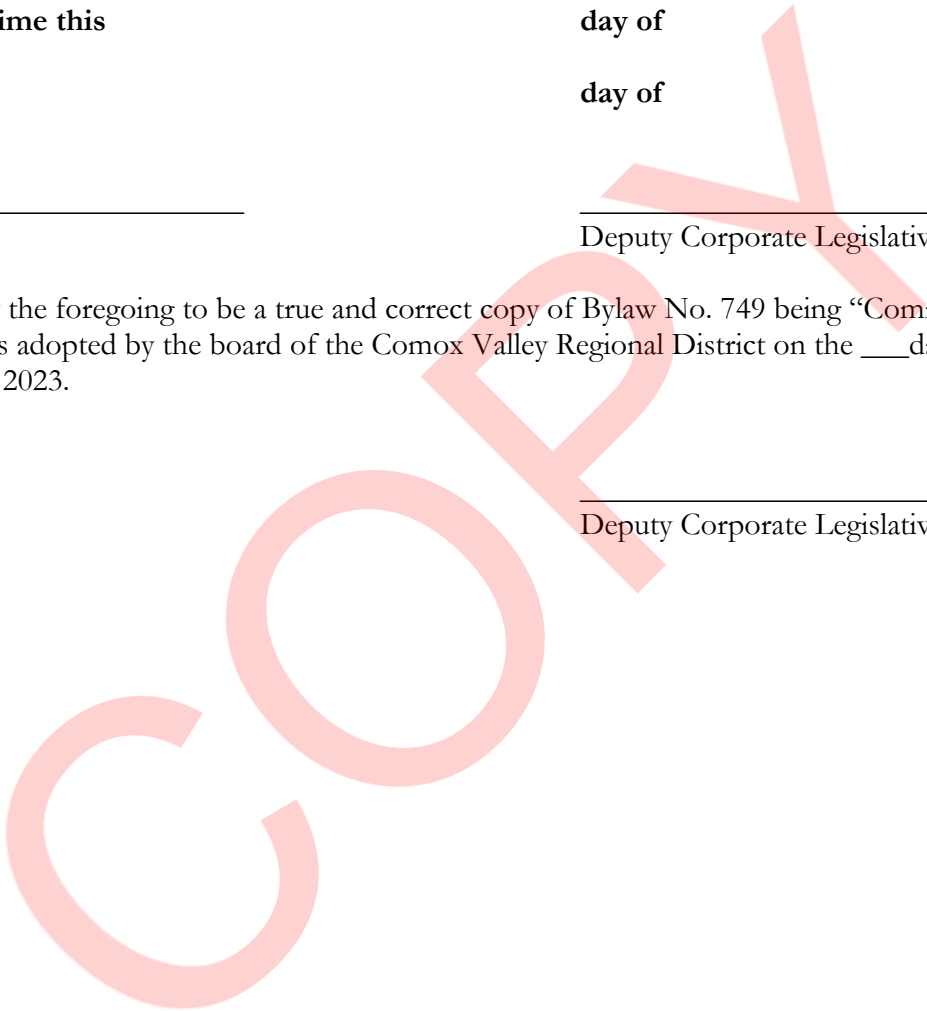 ime this day of
day of
Deputy Corporate Legislativ
the foregoing to be a true and correct copy of Bylaw No. 749 being “Com
s adopted by the board of the Comox Valley Regional District on the ___d
2023.
Deputy Corporate Legislativ
COPY